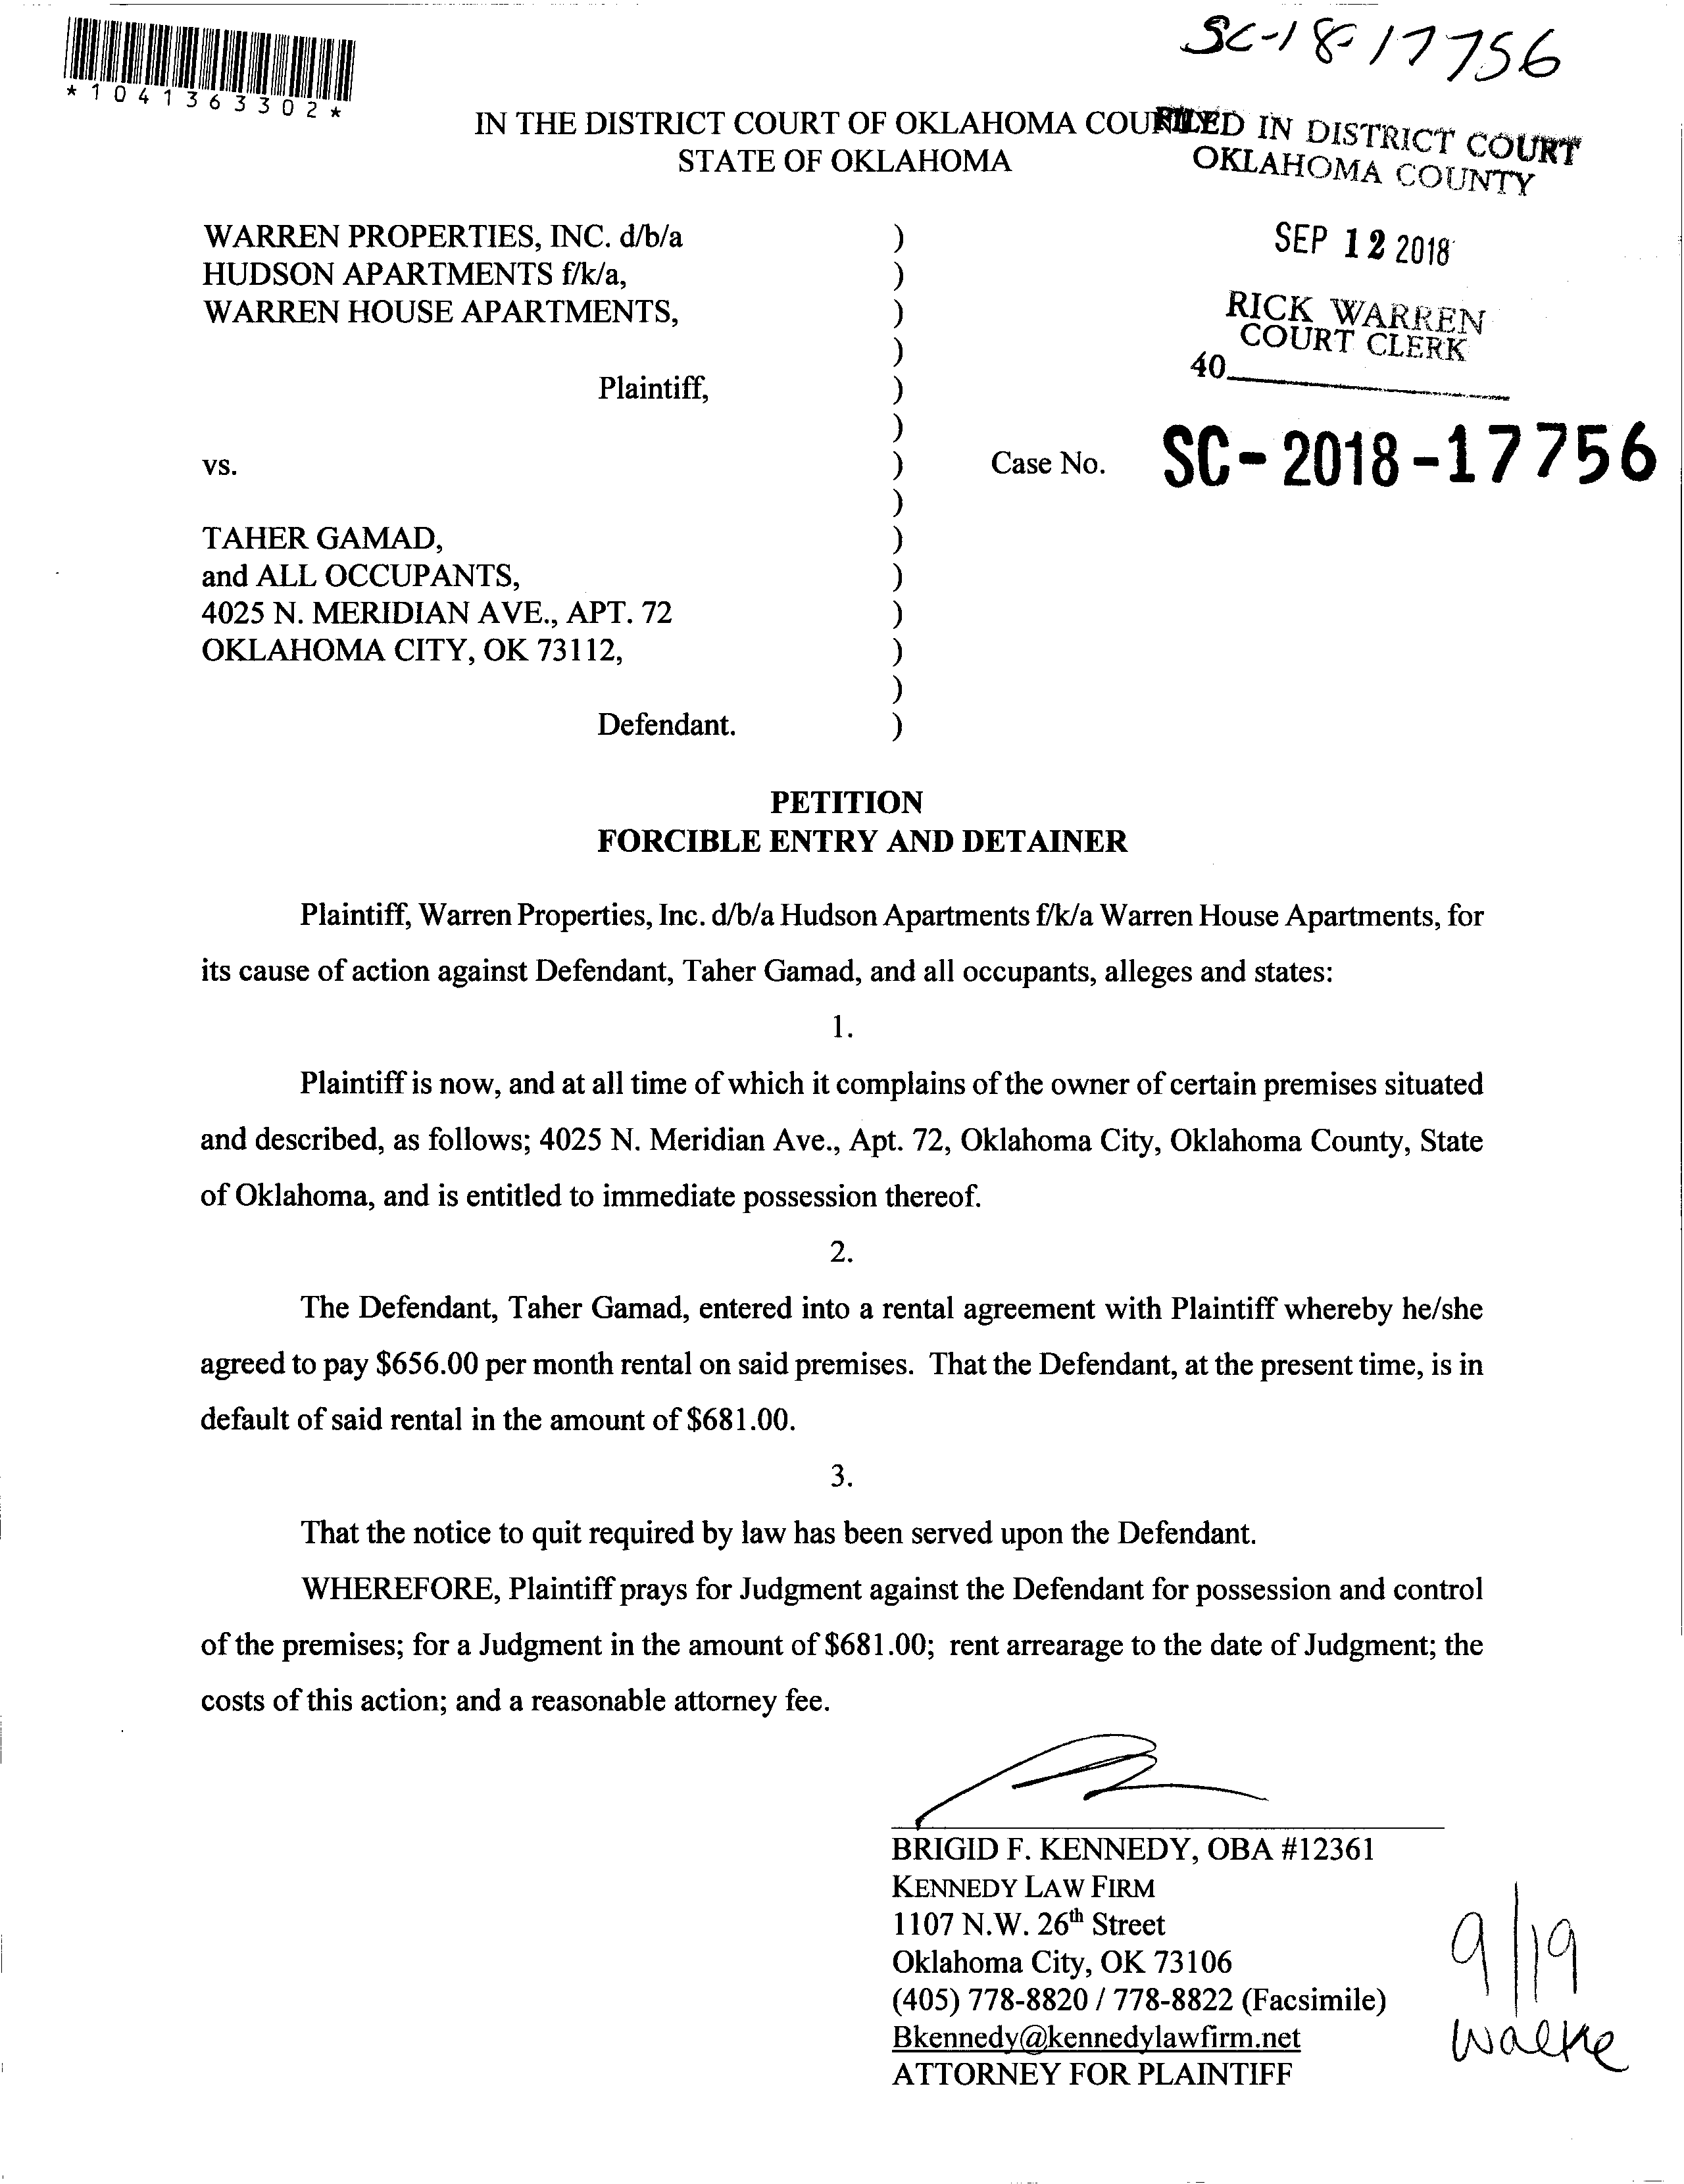 SC-18-17756
*1041363302*
IN THE DISTRICT COURT OF OKLAHOMA COUNTY
STATE OF OKLAHOMA
FILED IN DISTRICT COURT
OKLAHOMA COUNTY
SEP 12 2018
RICK WARREN
COURT CLERK
40
WARREN PROPERTIES, INC. d/b/a )
HUDSON APARTMENTS f/k/a, )
WARREN HOUSE APARTMENTS, )
)
Plaintiff, )
)
vs. ) Case No. SC-2018-17756
)
TAHER GAMAD, )
and ALL OCCUPANTS, )
4025 N. MERIDIAN AVE., APT. 72 )
OKLAHOMA CITY, OK 73112, )
)
Defendant. )
PETITION
FORCIBLE ENTRY AND DETAINER
Plaintiff, Warren Properties, Inc. d/b/a Hudson Apartments f/k/a Warren House Apartments, for
its cause of action against Defendant, Taher Gamad, and all occupants, alleges and states:
1.
Plaintiff is now, and at all time of which it complains of the owner of certain premises situated
and described, as follows; 4025 N. Meridian Ave., Apt. 72, Oklahoma City, Oklahoma County, State
of Oklahoma, and is entitled to immediate possession thereof.
2.
The Defendant, Taher Gamad, entered into a rental agreement with Plaintiff whereby he/she
agreed to pay $656.00 per month rental on said premises. That the Defendant, at the present time, is in
default of said rental in the amount of $681.00.
3.
That the notice to quit required by law has been served upon the Defendant.
WHEREFORE, Plaintiff prays for Judgment against the Defendant for possession and control
of the premises; for a Judgment in the amount of $681.00; rent arrearage to the date of Judgment; the
costs of this action; and a reasonable attorney fee.
BRIGID F. KENNEDY, OBA #12361
KENNEDY LAW FIRM
1107 N.W. 26th Street
Oklahoma City, OK 73106
(405) 778-8820 / 778-8822 (Facsimile)
Bkennedy@kennedylawfirm.net
ATTORNEY FOR PLAINTIFF
9/19
Walke